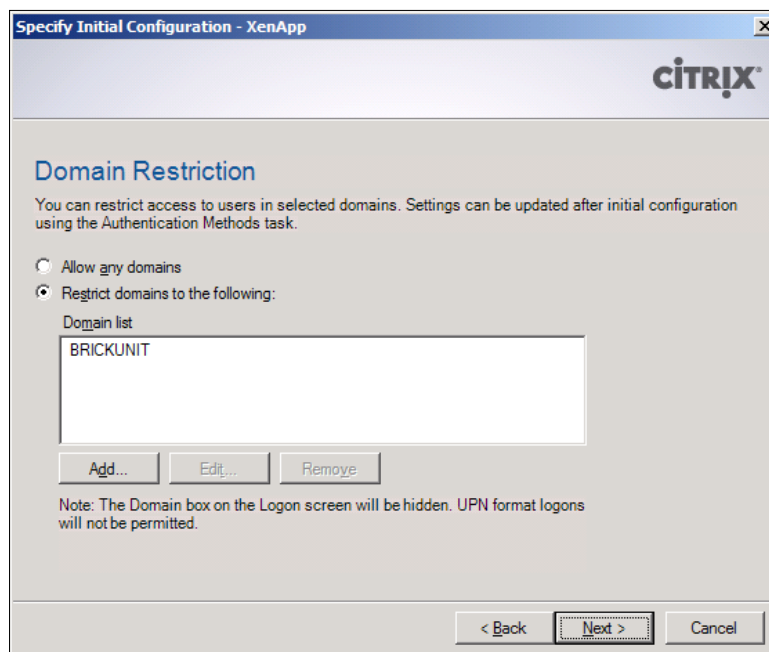 Specify Initial Configuration - XenApp
CİTRIX
Domain Restriction
You can restrict access to users in selected domains. Settings can be updated after initial configuration
using the Authentication Methods task.
Allow any domains
Restrict domains to the following:
Domain list
BRICKUNIT
Add... Edit... Remove
Note: The Domain box on the Logon screen will be hidden. UPN format logons
will not be permitted.
< Back Next > Cancel